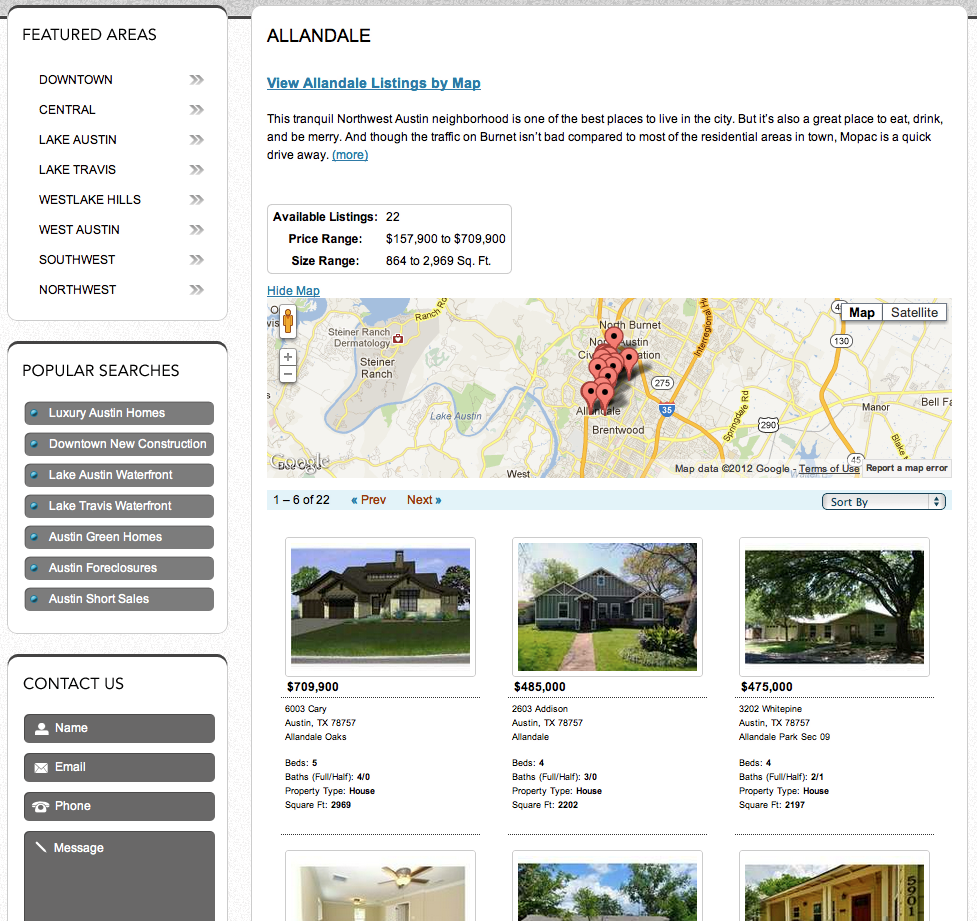 FEATURED AREAS
DOWNTOWN
CENTRAL
LAKE AUSTIN
LAKE TRAVIS
WESTLAKE HILLS
WEST AUSTIN
SOUTHWEST
NORTHWEST
POPULAR SEARCHES
Luxury Austin Homes
Downtown New Construction
Lake Austin Waterfront
Lake Travis Waterfront
Austin Green Homes
Austin Foreclosures
Austin Short Sales
CONTACT US
Name
Email
Phone
Message
ALLANDALE
View Allandale Listings by Map
This tranquil Northwest Austin neighborhood is one of the best places to live in the city. But it's also a great place to eat, drink,
and be merry. And though the traffic on Burnet isn't bad compared to most of the residential areas in town, Mopac is a quick
drive away. (more)
Available Listings: 22
Price Range: $157,900 to $709,900
Size Range: 864 to 2,969 Sq. Ft.
Hide Map
Ranch Rd
Map Satellite
Steiner Ranch
Dermatology
Steiner
Ranch
North Burnet
Interregional
130
275
Lake Austin
35
Allandale
Brentwood
Springdale Rd
290
Manor
Bell Fa
Blake
West
Google
Map data ©2012 Google - Terms of Use Report a map error
1 – 6 of 22 « Prev Next »
Sort By
$709,900
6003 Cary
Austin, TX 78757
Allandale Oaks
Beds: 5
Baths (Full/Half): 4/0
Property Type: House
Square Ft: 2969
$485,000
2603 Addison
Austin, TX 78757
Allandale
Beds: 4
Baths (Full/Half): 3/0
Property Type: House
Square Ft: 2202
$475,000
3202 Whitepine
Austin, TX 78757
Allandale Park Sec 09
Beds: 4
Baths (Full/Half): 2/1
Property Type: House
Square Ft: 2197
5901